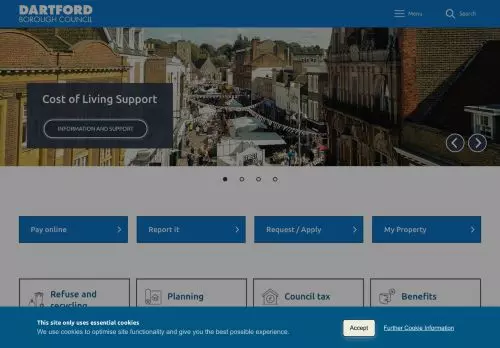 DARTFORD
BOROUGH COUNCIL
Menu
Search
Cost of Living Support
INFORMATION AND SUPPORT
Pay online
Report it
Request / Apply
My Property
Refuse and
recycling
Planning
Council tax
Benefits
This site only uses essential cookies
We use cookies to optimise site functionality and give you the best possible experience.
Accept
Further Cookie Information